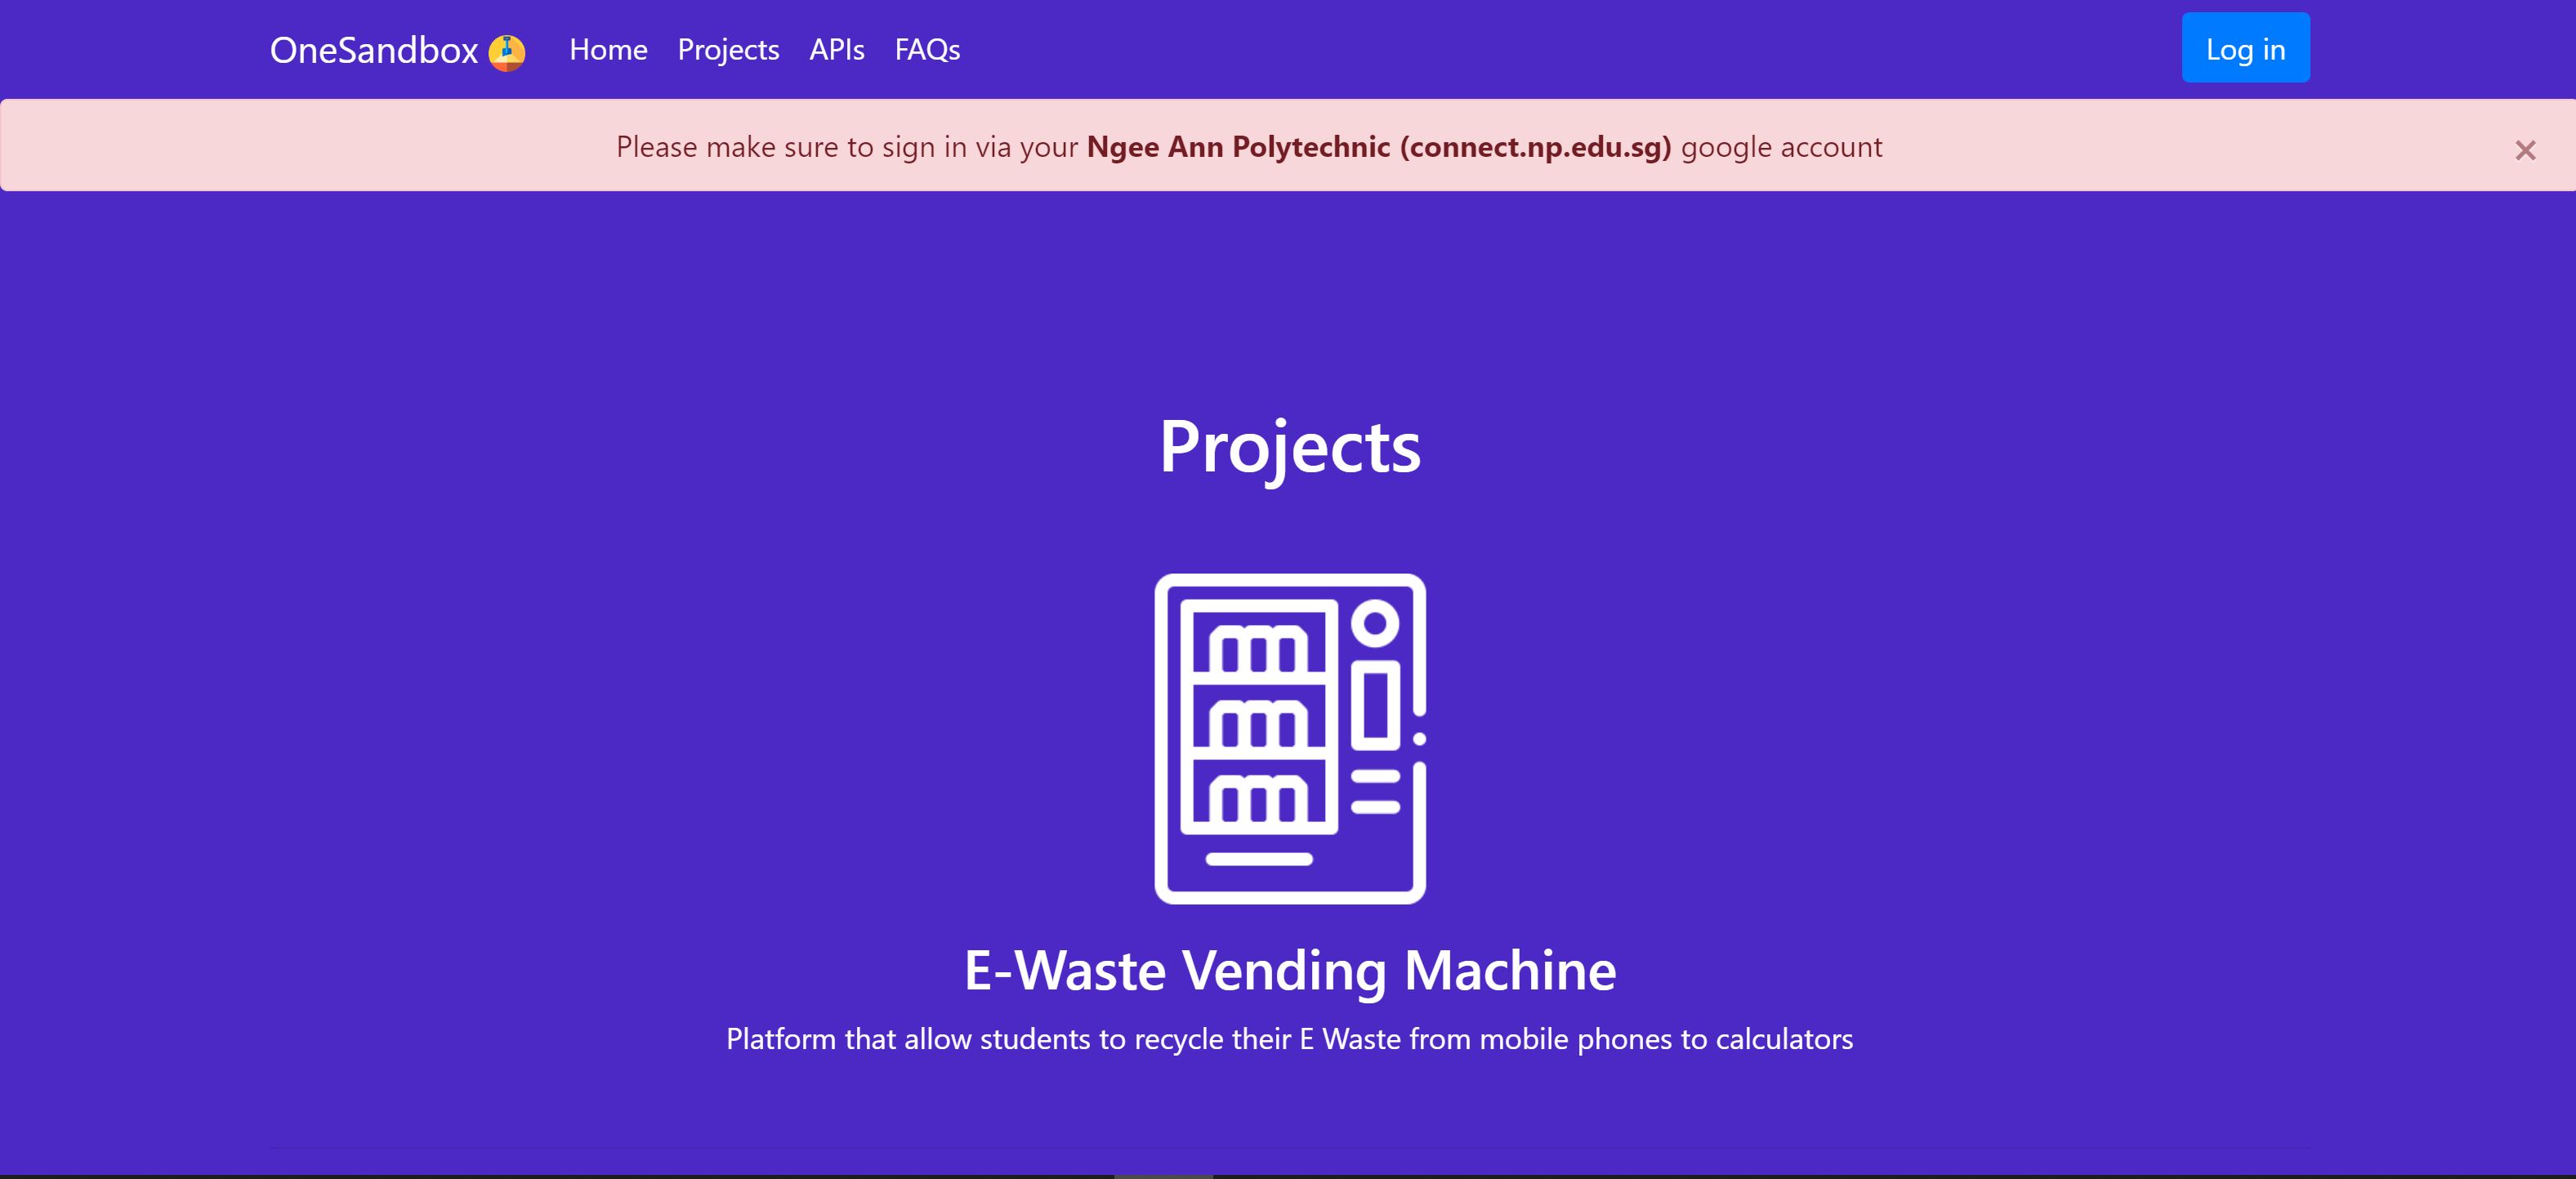 OneSandbox Home Projects APIs FAQs Log in
Please make sure to sign in via your Ngee Ann Polytechnic (connect.np.edu.sg) google account ×
Projects
E-Waste Vending Machine
Platform that allow students to recycle their E Waste from mobile phones to calculators